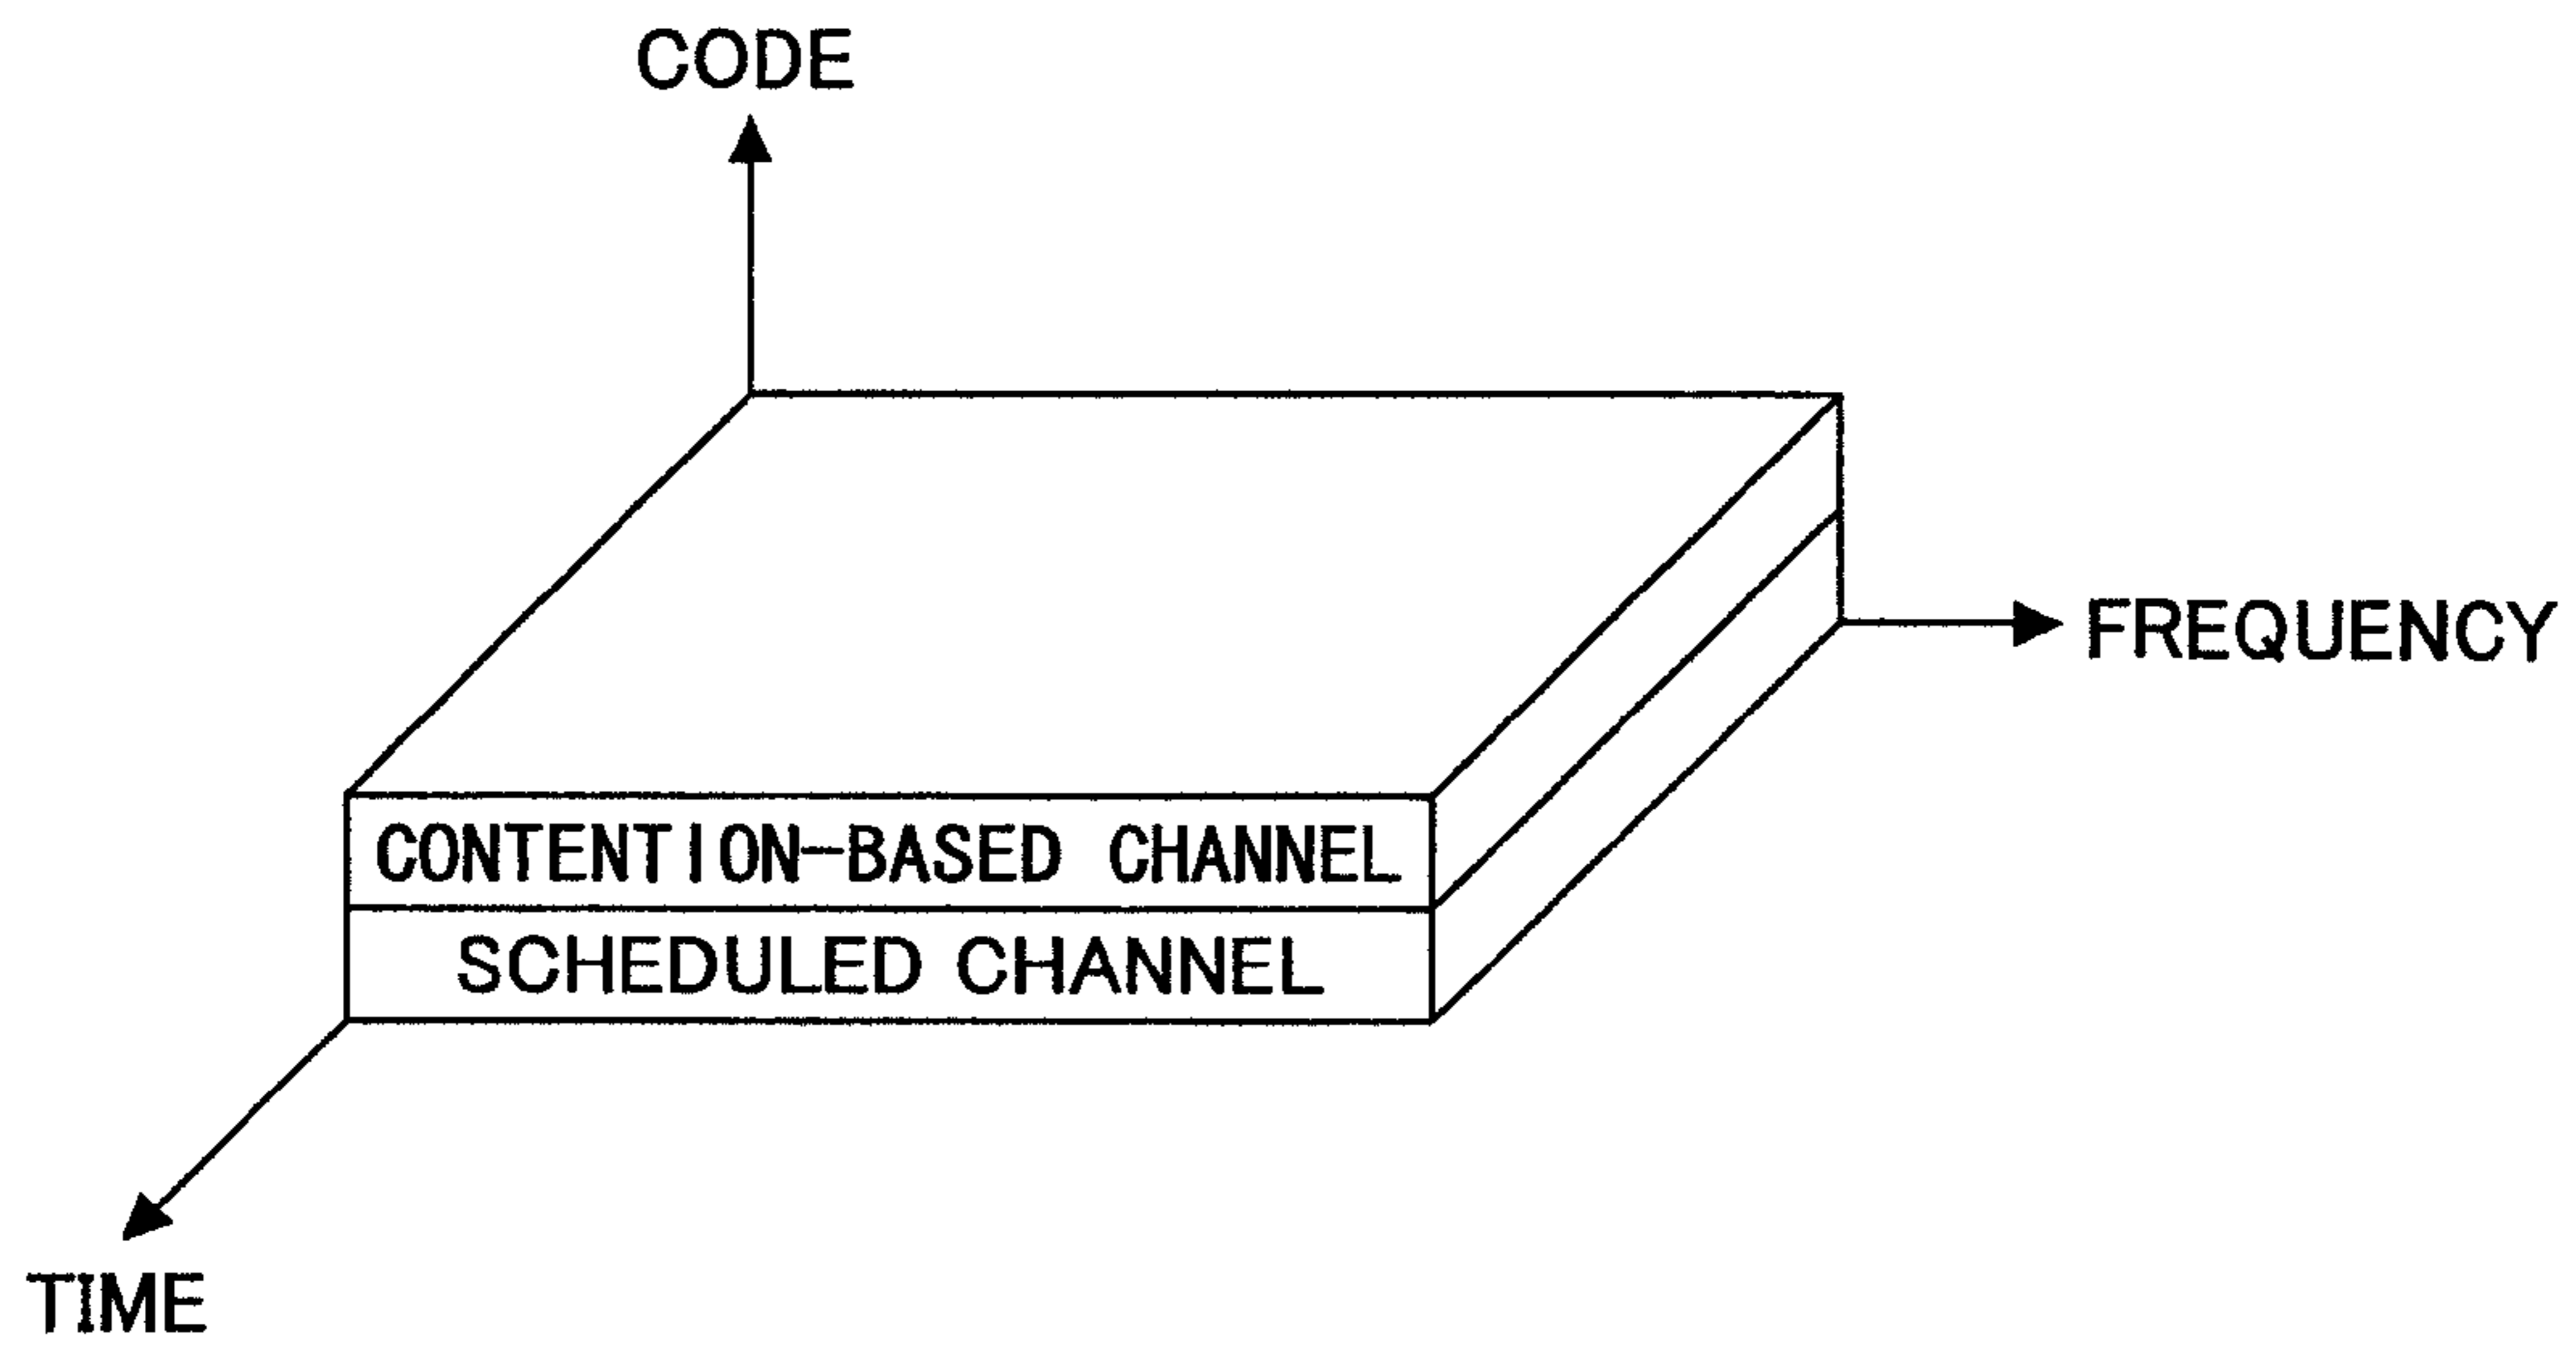 CODE
FREQUENCY
CONTENTION-BASED CHANNEL
SCHEDULED CHANNEL
TIME